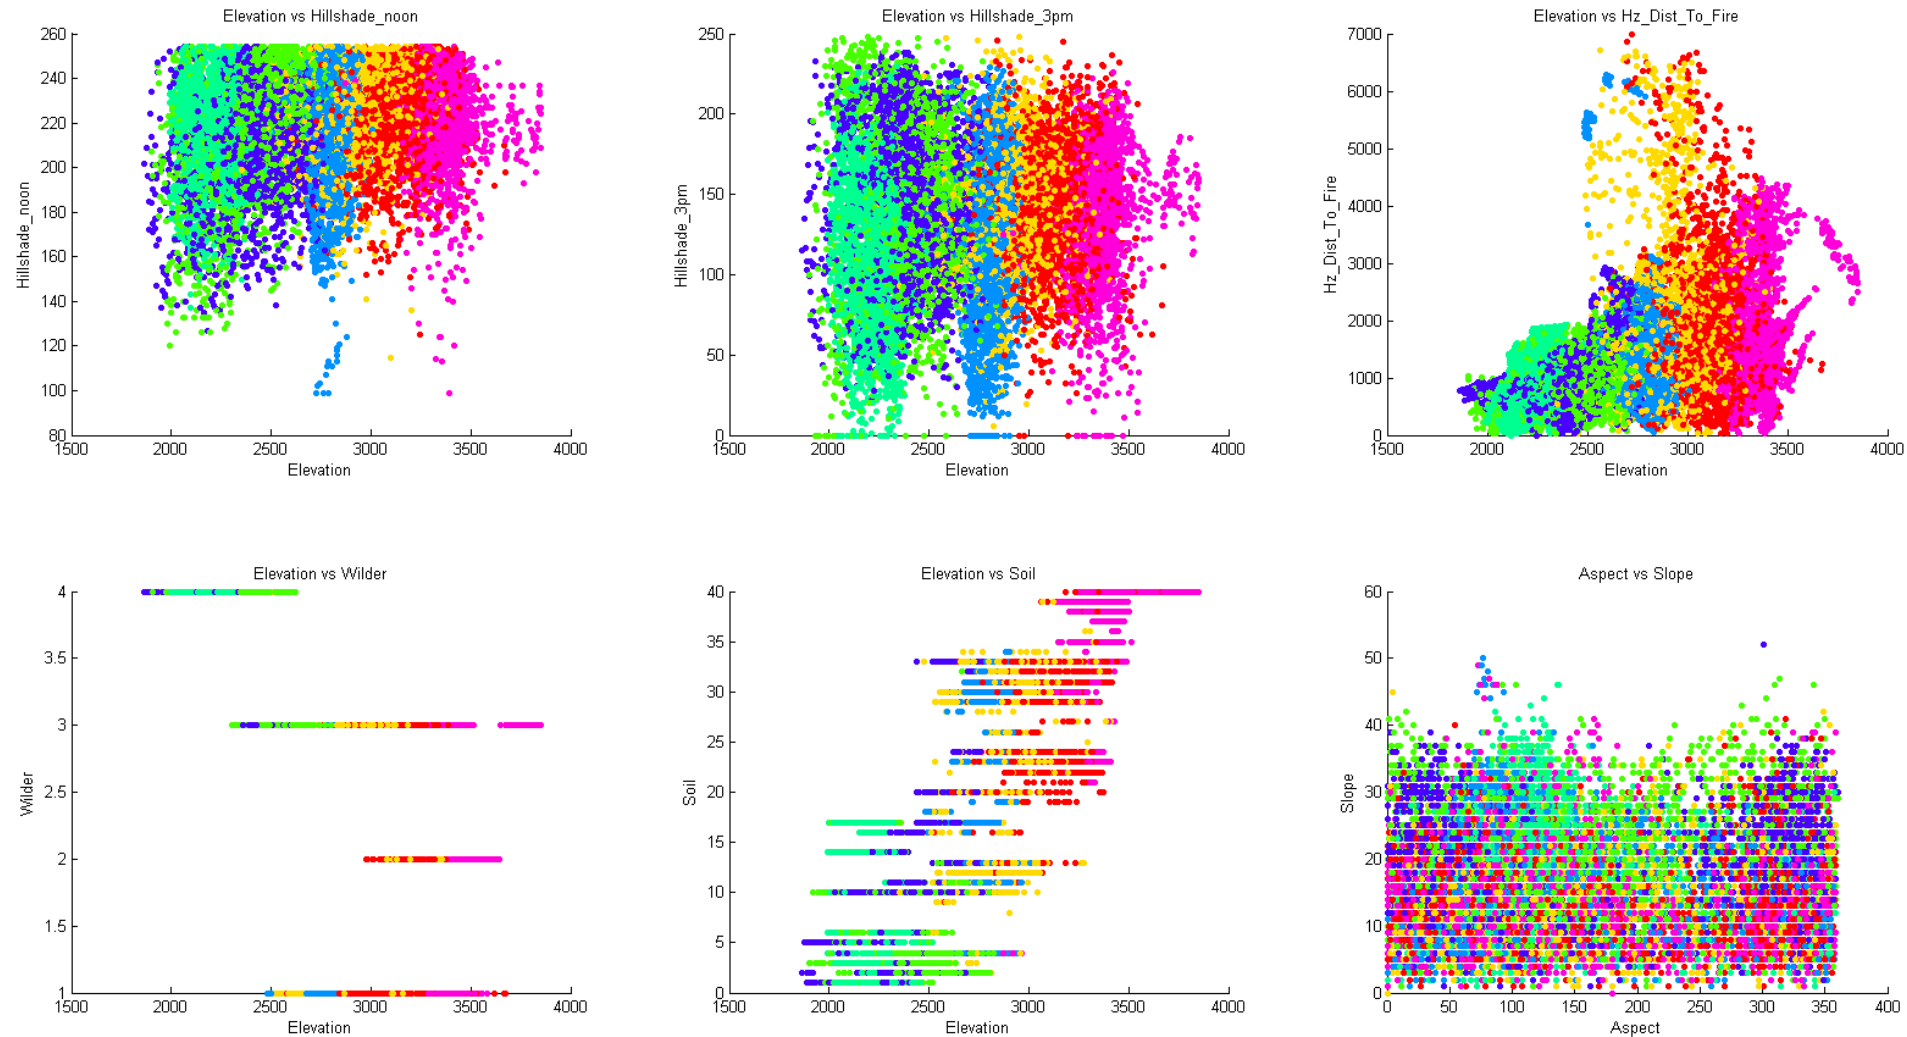 Elevation vs Hillshade_noon
260
240
220
200
180
160
140
120
100
80
Hillshade_noon
1500 2000 2500 3000 3500 4000
Elevation
Elevation vs Hillshade_3pm
250
200
150
100
50
0
Hillshade_3pm
1500 2000 2500 3000 3500 4000
Elevation
Elevation vs Hz_Dist_To_Fire
7000
6000
5000
4000
3000
2000
1000
0
Hz_Dist_To_Fire
1500 2000 2500 3000 3500 4000
Elevation
Elevation vs Wilder
4
3.5
3
2.5
2
1.5
1
Wilder
1500 2000 2500 3000 3500 4000
Elevation
Elevation vs Soil
40
35
30
25
20
15
10
5
0
Soil
1500 2000 2500 3000 3500 4000
Elevation
Aspect vs Slope
60
50
40
30
20
10
0
Slope
0 50 100 150 200 250 300 350 400
Aspect